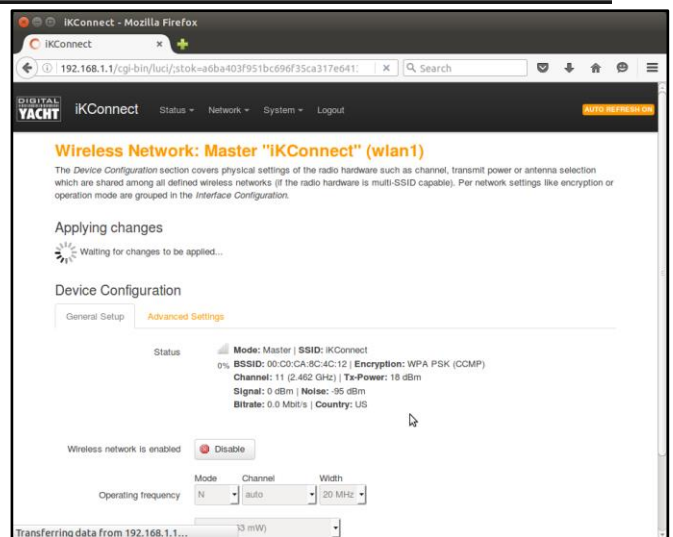 iKConnect - Mozilla Firefox
iKConnect
192.168.1.1/cgi-bin/luci/;stok=a6ba403f951bc696f35ca317e641
Search
DIGITAL YACHT
iKConnect Status Network System Logout AUTO REFRESH ON
Wireless Network: Master "iKConnect" (wlan1)
The Device Configuration section covers physical settings of the radio hardware such as channel, transmit power or antenna selection
which are shared among all defined wireless networks (if the radio hardware is multi-SSID capable). Per network settings like encryption or
operation mode are grouped in the Interface Configuration.
Applying changes
Waiting for changes to be applied...
Device Configuration
General Setup Advanced Settings
Status
Mode: Master | SSID: iKConnect
0% BSSID: 00:C0:CA:8C:4C:12 | Encryption: WPA PSK (CCMP)
Channel: 11 (2.462 GHz) | Tx-Power: 18 dBm
Signal: 0 dBm | Noise: -95 dBm
Bitrate: 0.0 Mbit/s | Country: US
Wireless network is enabled Disable
Mode Channel Width
Operating frequency N auto 20 MHz
mW)
Transferring data from 192.168.1.1...